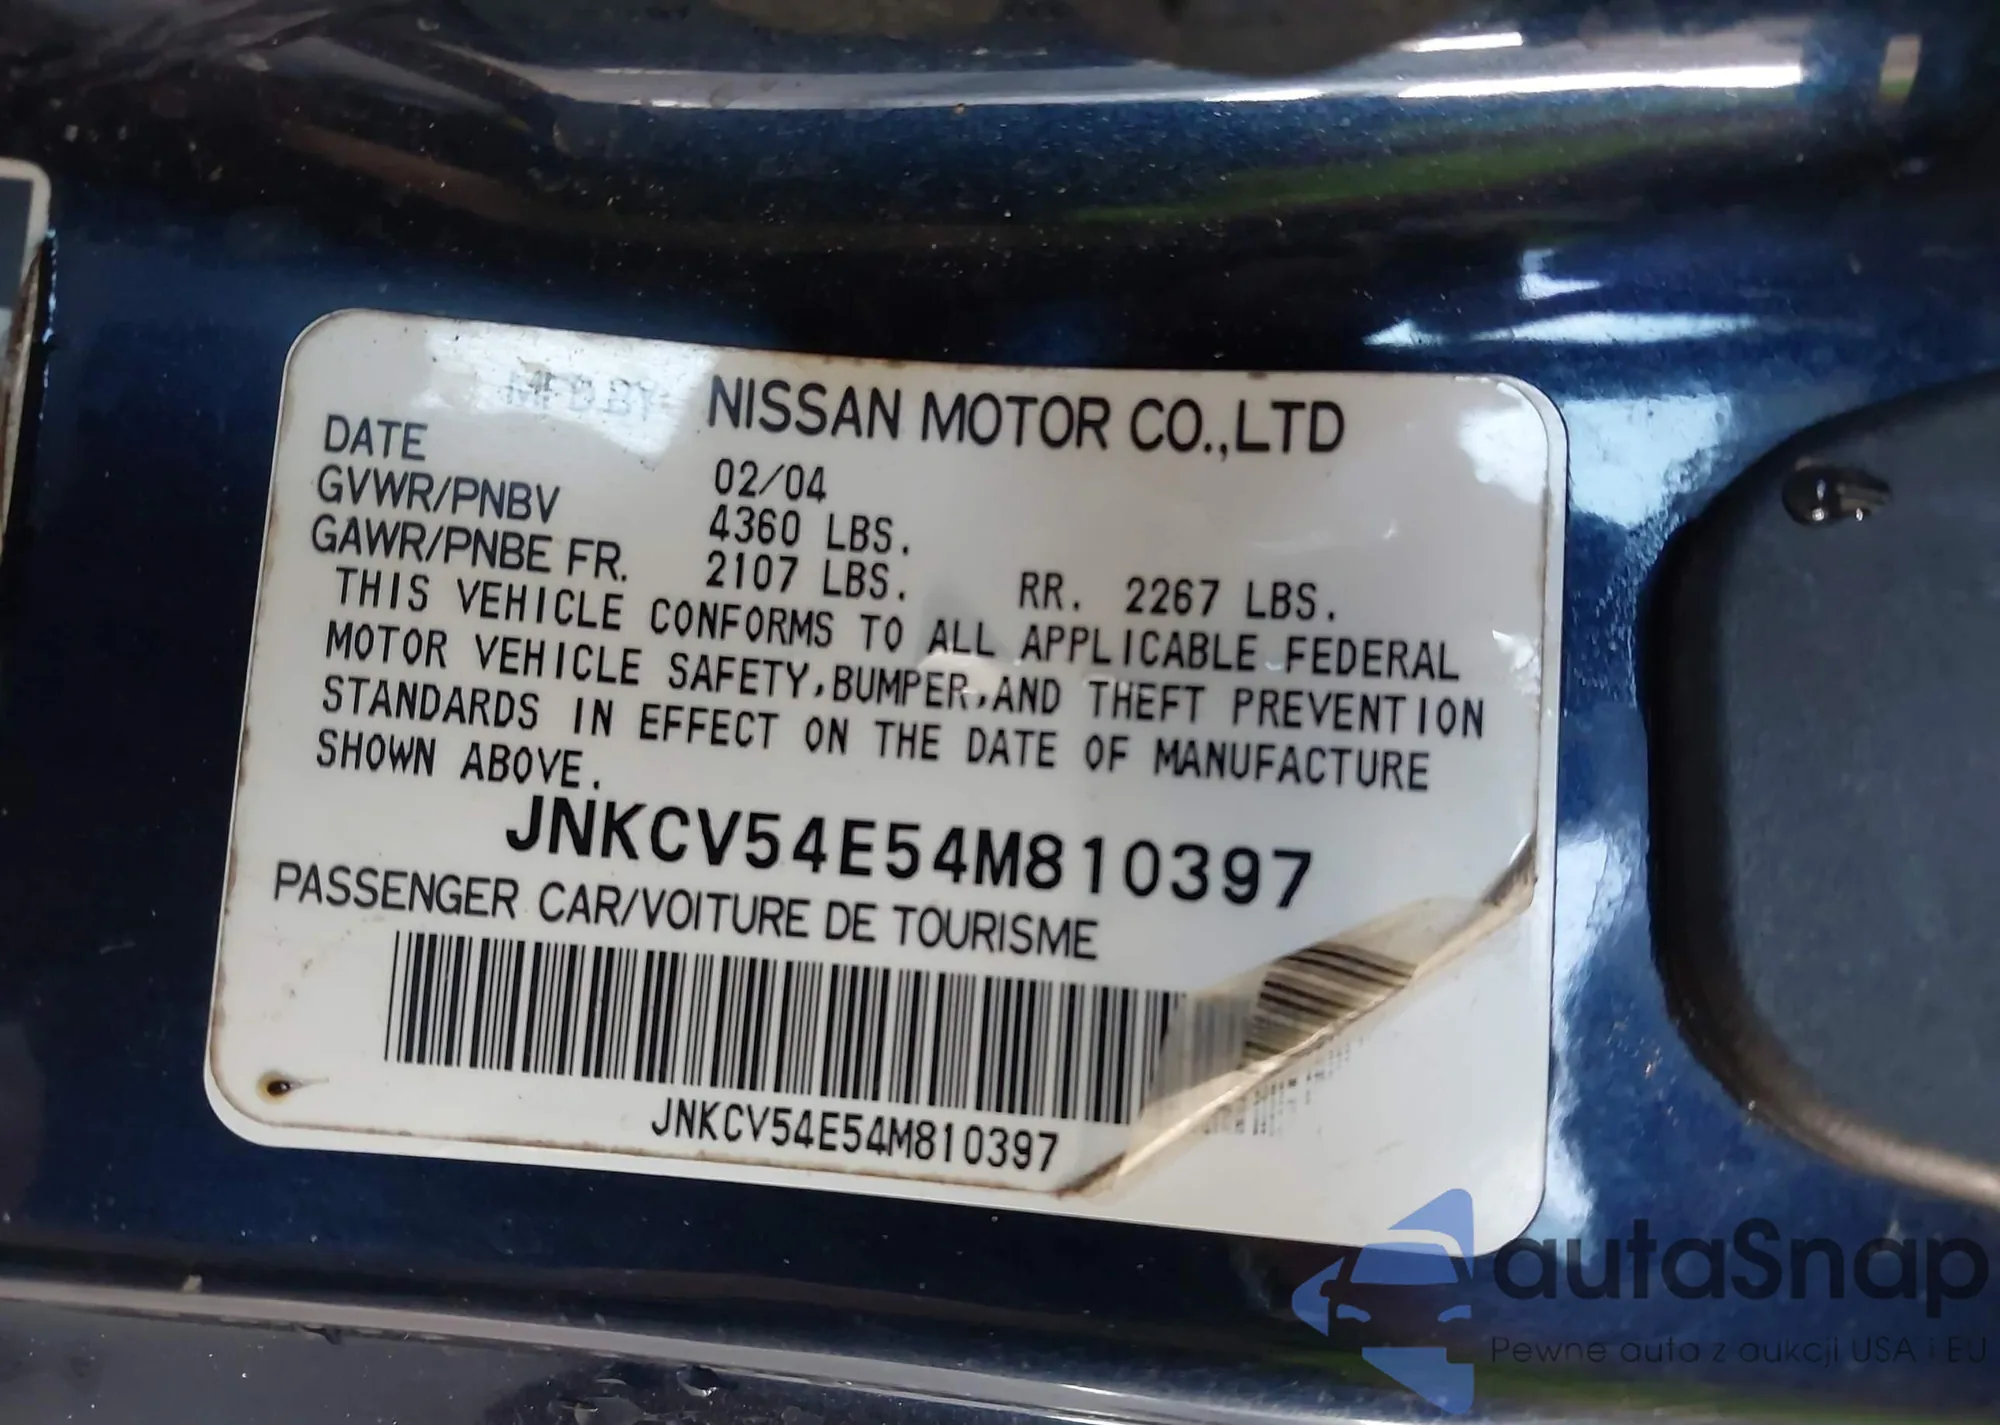 MFD BY NISSAN MOTOR CO.,LTD
DATE 02/04
GVWR/PNBV 4360 LBS.
GAWR/PNBE FR. 2107 LBS. RR. 2267 LBS.
THIS VEHICLE CONFORMS TO ALL APPLICABLE FEDERAL
MOTOR VEHICLE SAFETY,BUMPER,AND THEFT PREVENTION
STANDARDS IN EFFECT ON THE DATE OF MANUFACTURE
SHOWN ABOVE.
JNKCV54E54M810397
PASSENGER CAR/VOITURE DE TOURISME
JNKCV54E54M810397
autaSnap
Pewne auta z aukcji USA i EU